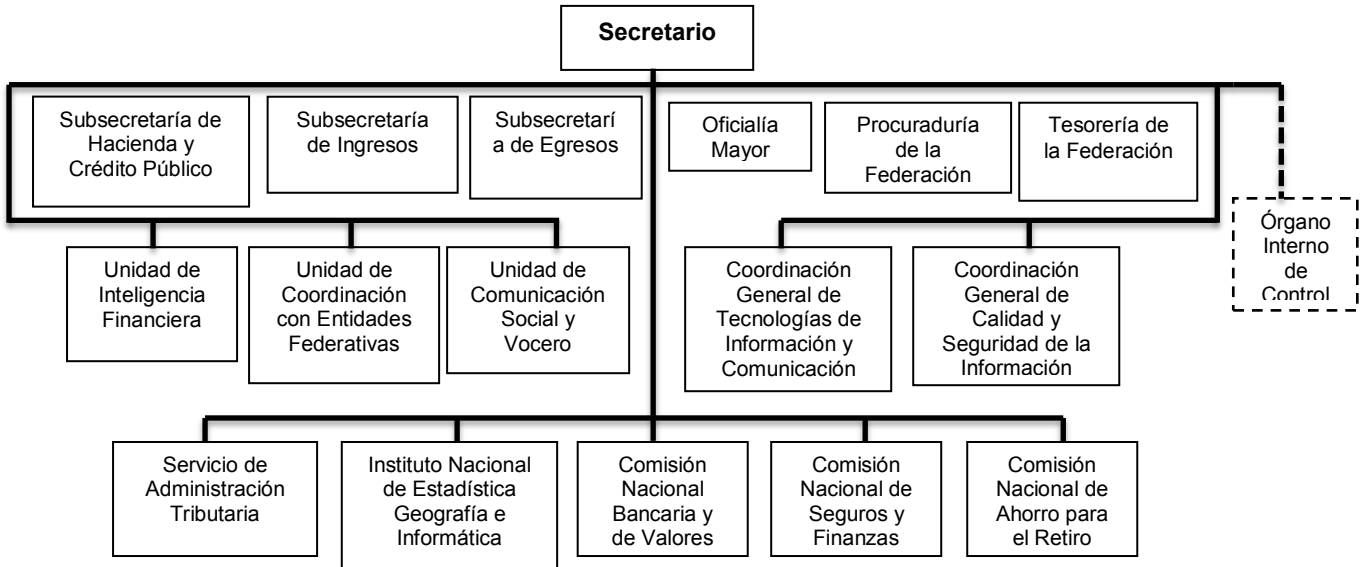 Secretario
Subsecretaría de
Hacienda y
Crédito Público
Subsecretaría
de Ingresos
Subsecretarí
a de Egresos
Oficialía
Mayor
Procuraduría
de la
Federación
Tesorería de
la Federación
Órgano
Interno
de
Control
Unidad de
Inteligencia
Financiera
Unidad de
Coordinación
con Entidades
Federativas
Unidad de
Comunicación
Social y
Vocero
Coordinación
General de
Tecnologías de
Información y
Comunicación
Coordinación
General de
Calidad y
Seguridad de la
Información
Servicio de
Administración
Tributaria
Instituto Nacional
de Estadística
Geografía e
Informática
Comisión
Nacional
Bancaria y
de Valores
Comisión
Nacional de
Seguros y
Finanzas
Comisión
Nacional de
Ahorro para
el Retiro